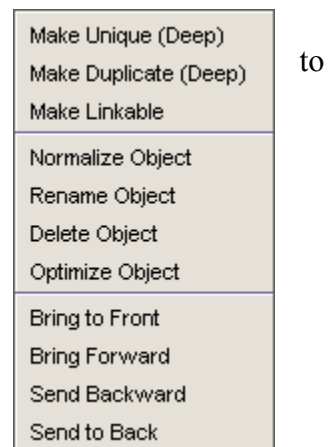 Make Unique (Deep)
to
Make Duplicate (Deep)
Make Linkable
Normalize Object
Rename Object
Delete Object
Optimize Object
Bring to Front
Bring Forward
Send Backward
Send to Back